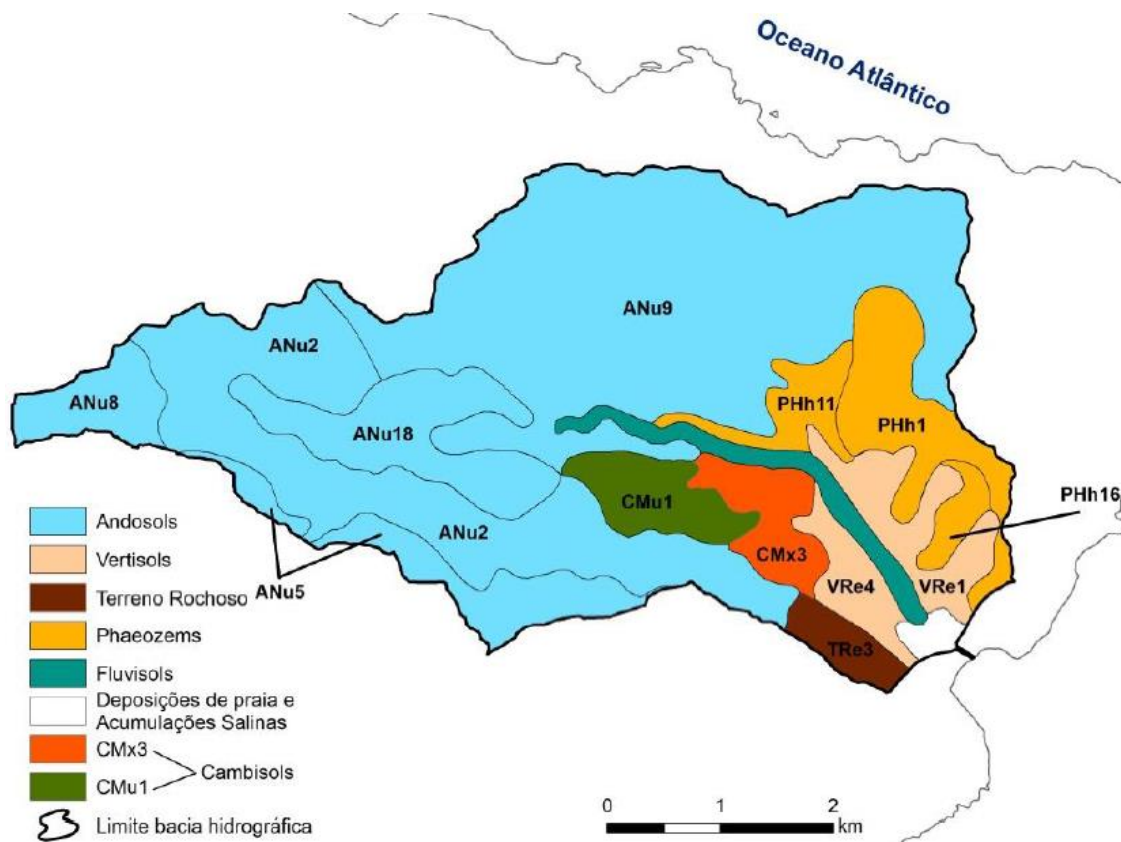 Oceano Atlântico
ANu9
ANu2
ANu8
PHh11
ANu18
PHh1
CMu1
PHh16
ANu2
CMx3
VRe4
VRe1
ANu5
TRe3
Andosols
Vertisols
Terreno Rochoso
Phaeozems
Fluvisols
Deposições de praia e
Acumulações Salinas
CMx3
Cambisols
CMu1
Limite bacia hidrográfica
0 1 2
km